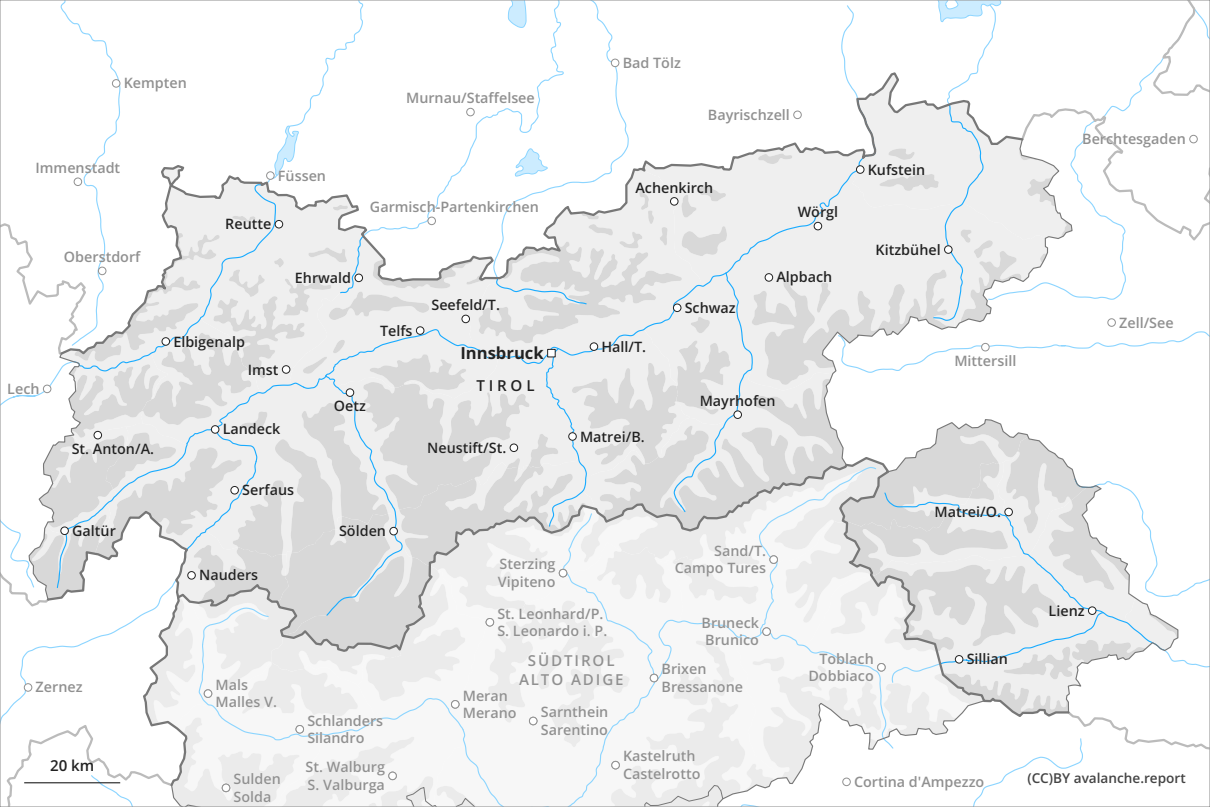 Kempten
Bad Tölz
Murnau/Staffelsee
Bayrischzell
Berchtesgaden
Immenstadt
Füssen
Kufstein
Achenkirch
Garmisch-Partenkirchen
Wörgl
Reutte
Kitzbühel
Oberstdorf
Ehrwald
Alpbach
Seefeld/T.
Schwaz
Zell/See
Telfs
Elbigenalp
Innsbruck
Hall/T.
Mittersill
Imst
TIROL
Lech
Oetz
Mayrhofen
Landeck
Matrei/B.
St. Anton/A.
Neustift/St.
Serfaus
Matrei/O.
Galtür
Sölden
Sand/T.
Campo Tures
Sterzing
Vipiteno
Nauders
Lienz
St. Leonhard/P.
S. Leonardo i. P.
Bruneck
Brunico
SÜDTIROL
ALTO ADIGE
Toblach
Dobbiaco
Sillian
Brixen
Bressanone
Zernez
Mals
Malles V.
Meran
Merano
Sarnthein
Sarentino
Schlanders
Silandro
Kastelruth
Castelrotto
St. Walburg
S. Valburga
20 km
Sulden
Solda
Cortina d'Ampezzo
(CC)BY avalanche.report